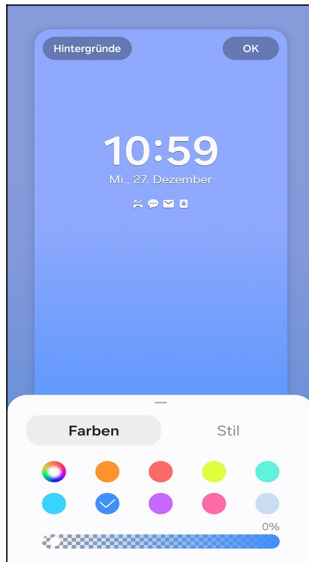 Hintergründe
OK
10:59
Mi., 27. Dezember
Farben
Stil
0%